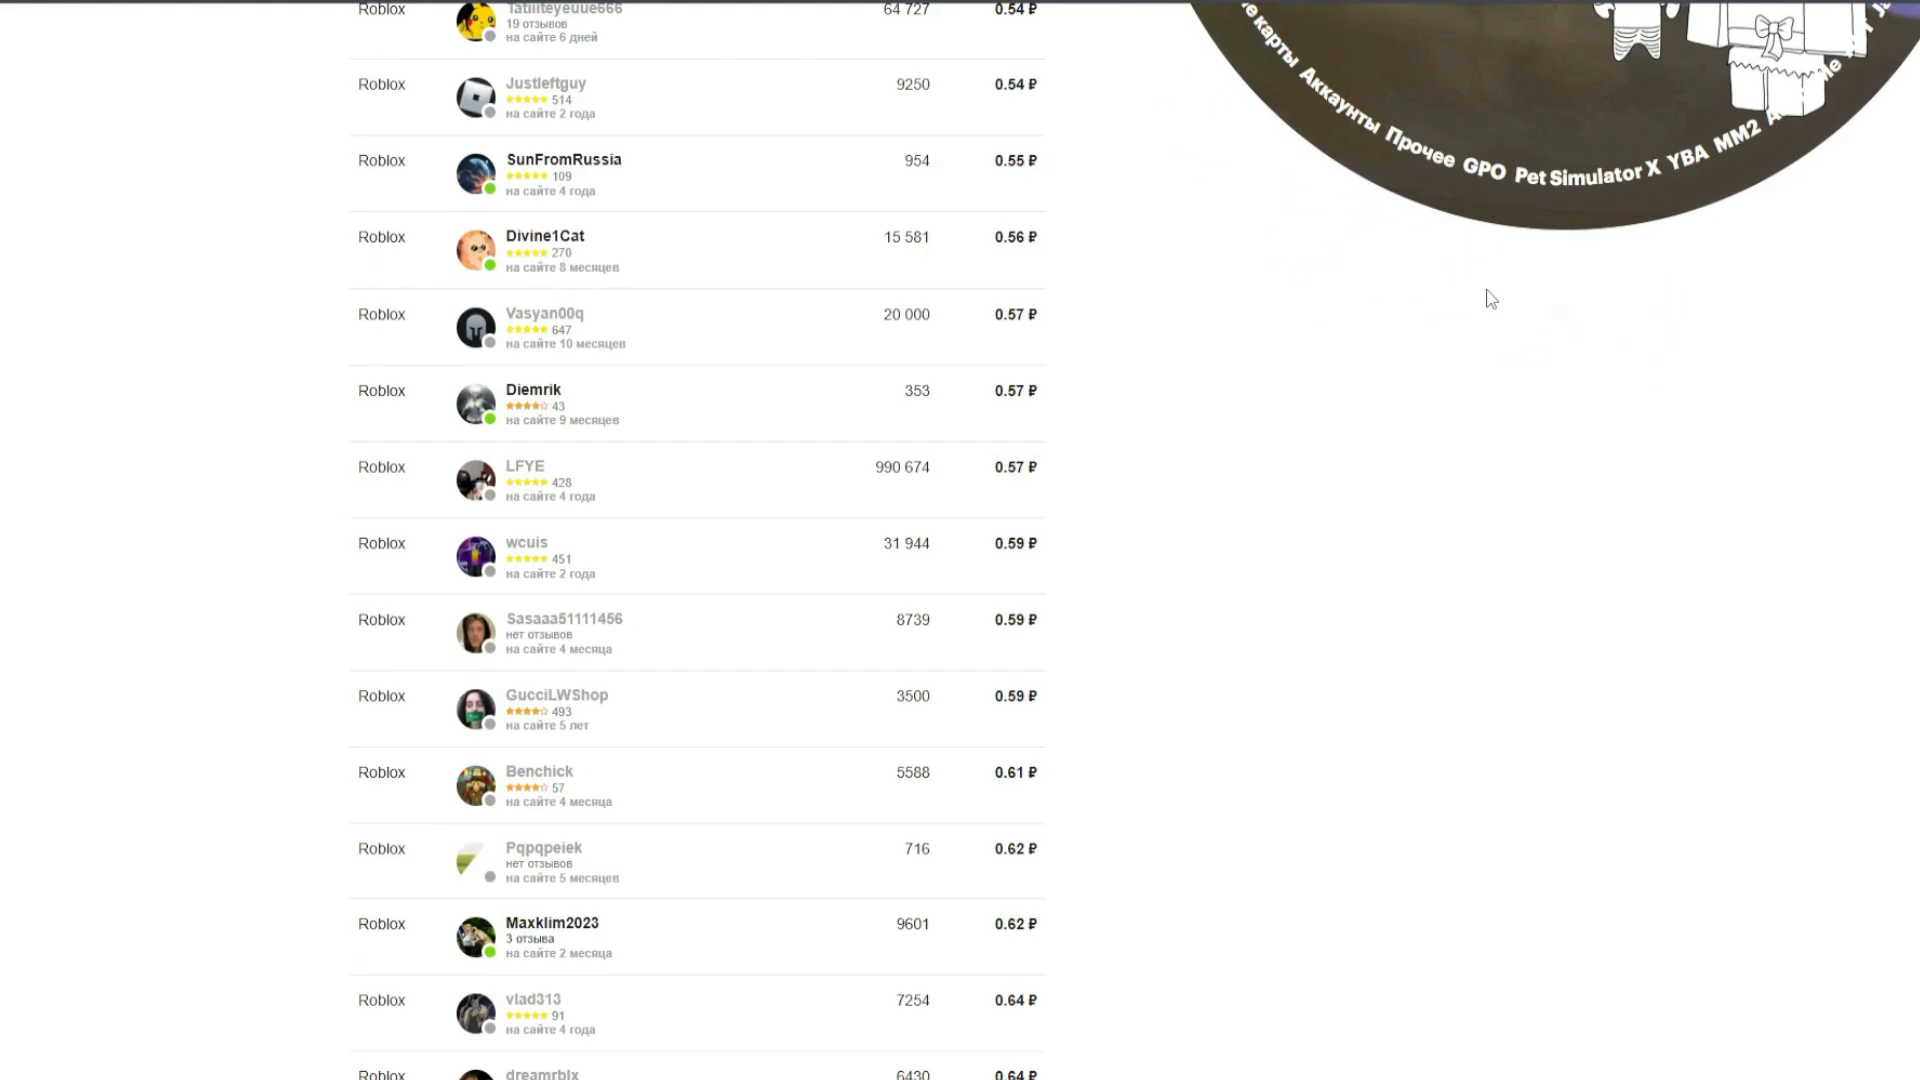 Roblox Tatiliteyeuue666 64 727 0.54 ₽
19 отзывов
на сайте 6 дней
Roblox Justleftguy 9250 0.54 ₽
514
на сайте 2 года
Roblox SunFromRussia 954 0.55 ₽
109
на сайте 4 года
Roblox Divine1Cat 15 581 0.56 ₽
270
на сайте 8 месяцев
Roblox Vasyan00q 20 000 0.57 ₽
647
на сайте 10 месяцев
Roblox Diemrik 353 0.57 ₽
43
на сайте 9 месяцев
Roblox LFYE 990 674 0.57 ₽
428
на сайте 4 года
Roblox wcuis 31 944 0.59 ₽
451
на сайте 2 года
Roblox Sasaaa51111456 8739 0.59 ₽
нет отзывов
на сайте 4 месяца
Roblox GucciLWShop 3500 0.59 ₽
493
на сайте 5 лет
Roblox Benchick 5588 0.61 ₽
57
на сайте 4 месяца
Roblox Pqpqpeiek 716 0.62 ₽
нет отзывов
на сайте 5 месяцев
Roblox Maxklim2023 9601 0.62 ₽
3 отзыва
на сайте 2 месяца
Roblox vlad313 7254 0.64 ₽
91
на сайте 4 года
Roblox dreamrblx 6430 0.64 ₽
карты Аккаунты Прочее GPO Pet Simulator X YBA MM2